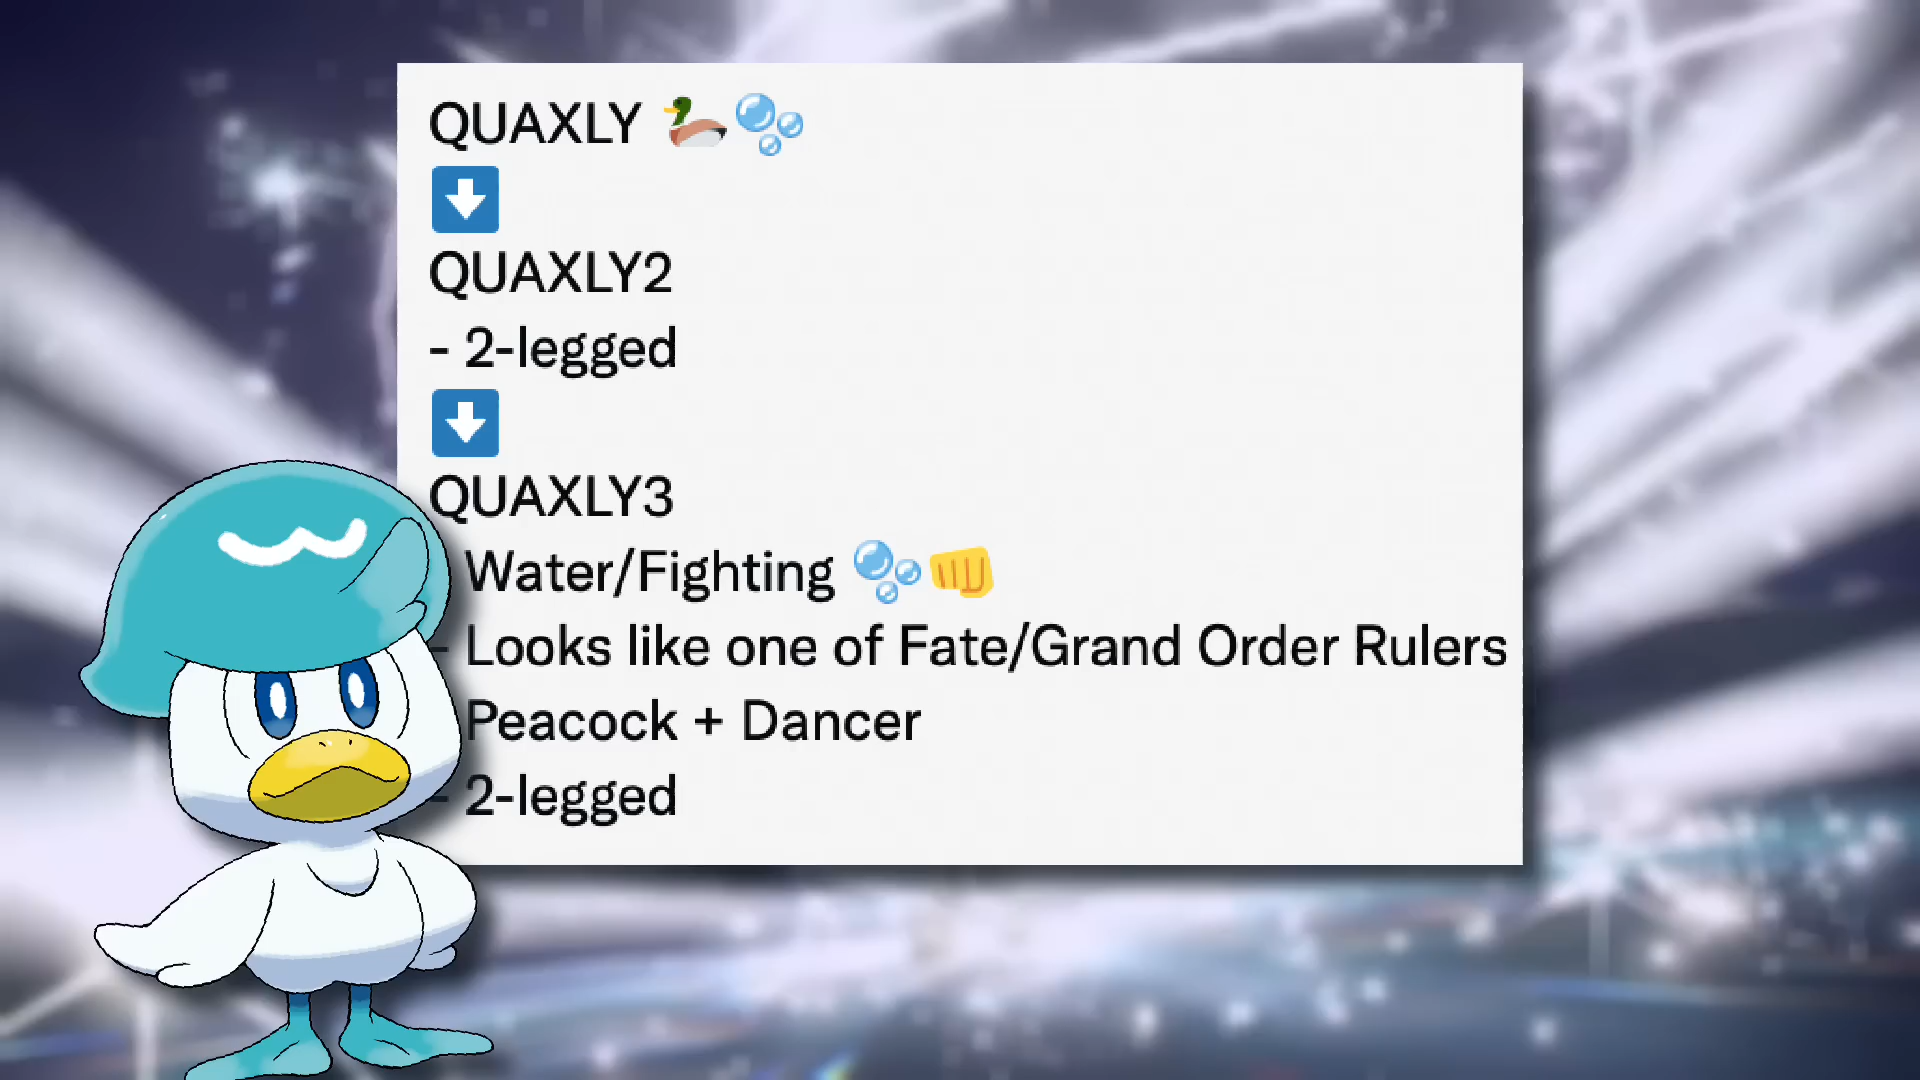 QUAXLY 🦆🫧
⬇️
QUAXLY2
- 2-legged
⬇️
QUAXLY3
Water/Fighting 🫧👊
- Looks like one of Fate/Grand Order Rulers
Peacock + Dancer
- 2-legged